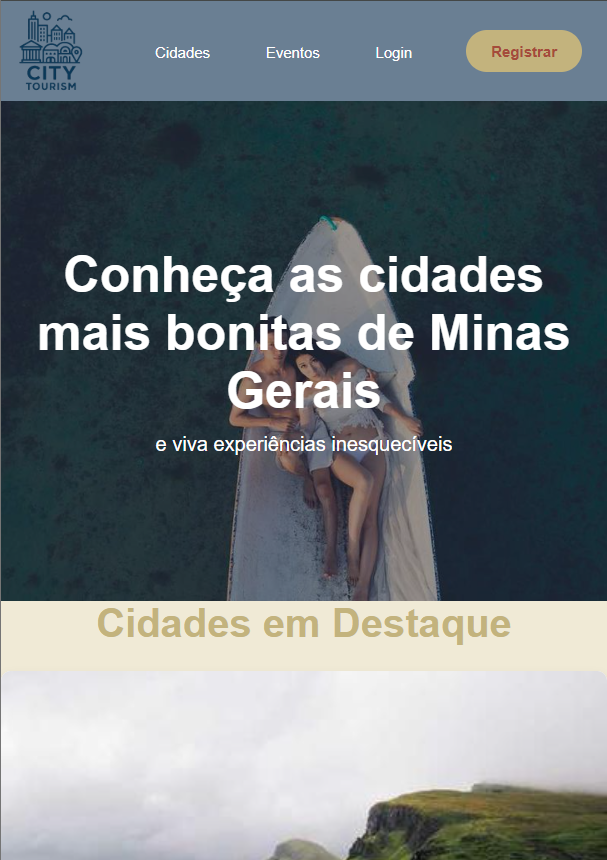 CITY
TOURISM
Cidades
Eventos
Login
Registrar
Conheça as cidades
mais bonitas de Minas
Gerais
e viva experiências inesquecíveis
Cidades em Destaque